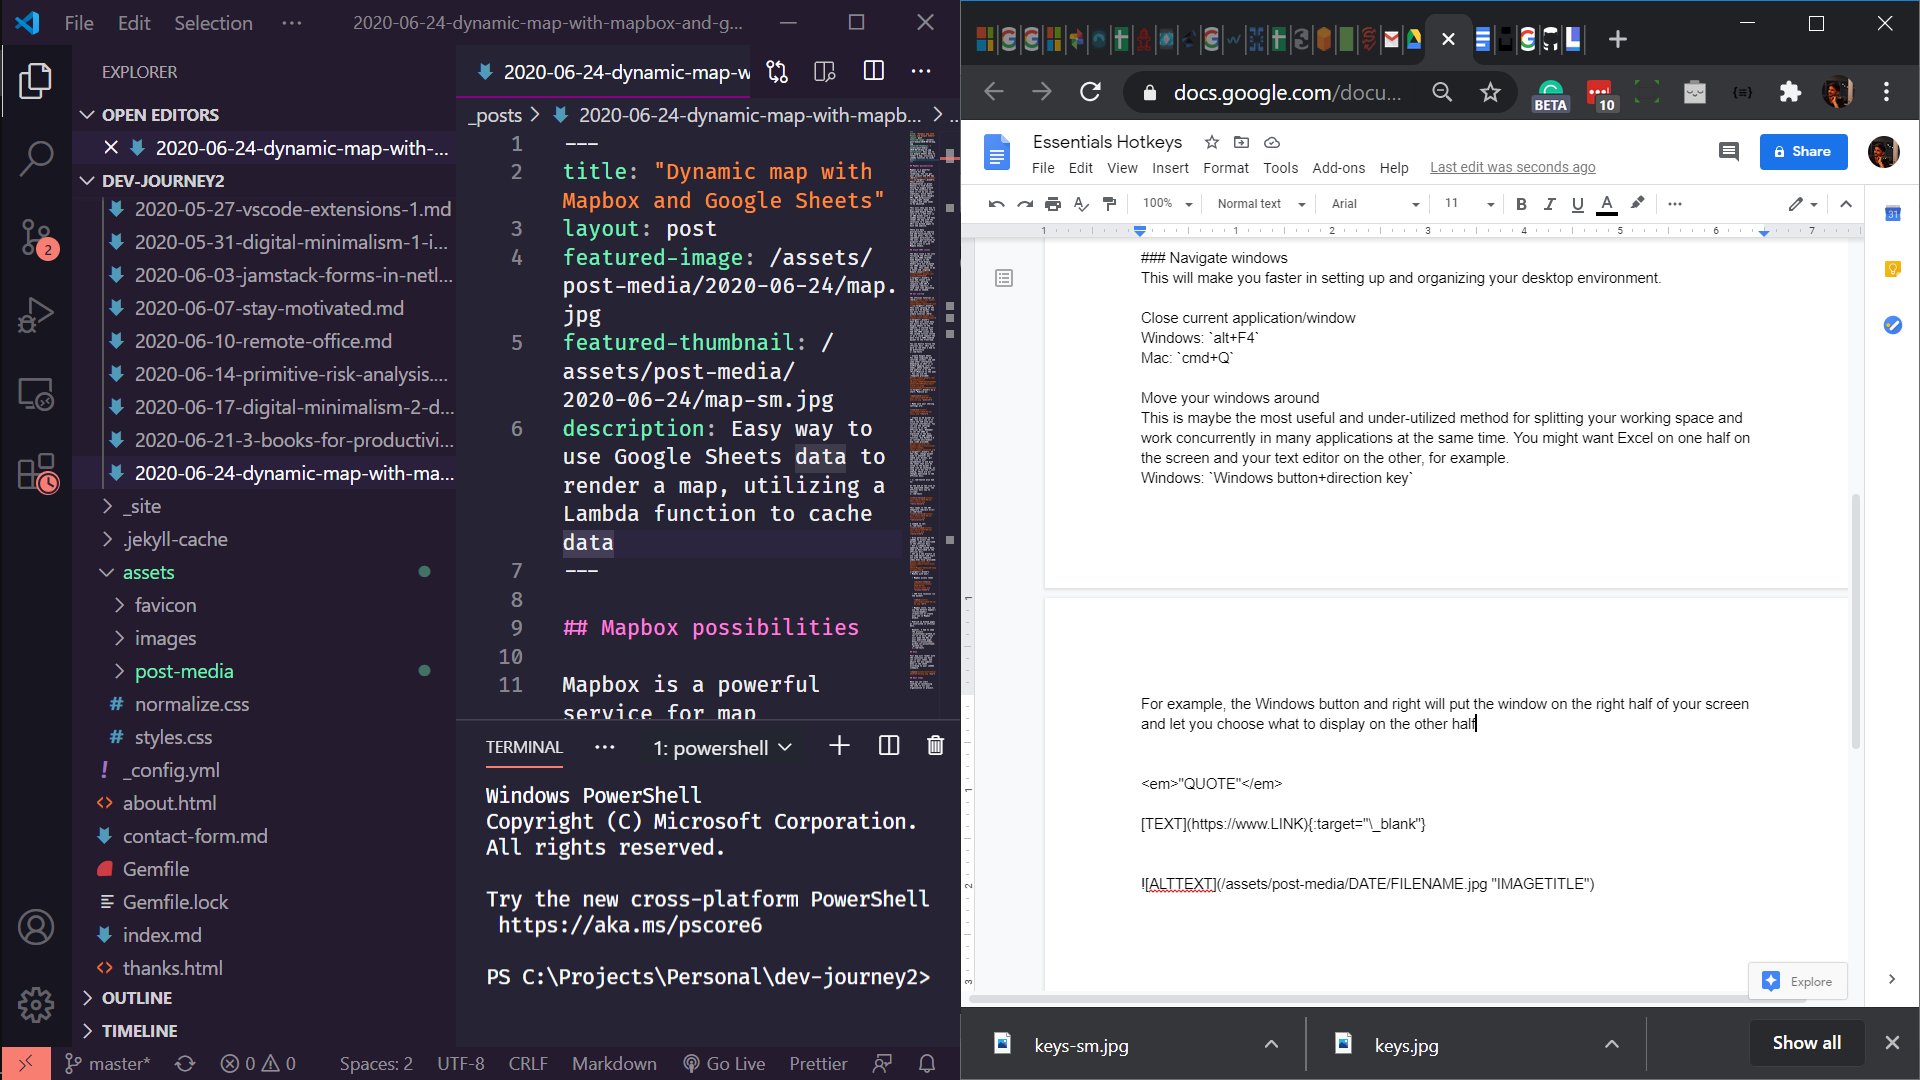 File Edit Selection ··· 2020-06-24-dynamic-map-with-mapbox-and-g...
EXPLORER
OPEN EDITORS
2020-06-24-dynamic-map-with-...
DEV-JOURNEY2
2020-05-27-vscode-extensions-1.md
2020-05-31-digital-minimalism-1-i...
2020-06-03-jamstack-forms-in-netl...
2020-06-07-stay-motivated.md
2020-06-10-remote-office.md
2020-06-14-primitive-risk-analysis....
2020-06-17-digital-minimalism-2-d...
2020-06-21-3-books-for-productivi...
2020-06-24-dynamic-map-with-ma...
_site
.jekyll-cache
assets
favicon
images
post-media
# normalize.css
# styles.css
! _config.yml
<> about.html
contact-form.md
Gemfile
Gemfile.lock
index.md
<> thanks.html
OUTLINE
TIMELINE
2
2020-06-24-dynamic-map-w
_posts > 2020-06-24-dynamic-map-with-mapb... > ..
1 ---
2 title: "Dynamic map with
Mapbox and Google Sheets"
3 layout: post
4 featured-image: /assets/
post-media/2020-06-24/map.
jpg
5 featured-thumbnail: /
assets/post-media/
2020-06-24/map-sm.jpg
6 description: Easy way to
use Google Sheets data to
render a map, utilizing a
Lambda function to cache
data
7 ---
8
9 ## Mapbox possibilities
10
11 Mapbox is a powerful
service for map
TERMINAL ··· 1: powershell
Windows PowerShell
Copyright (C) Microsoft Corporation.
All rights reserved.
Try the new cross-platform PowerShell
https://aka.ms/pscore6
PS C:\Projects\Personal\dev-journey2>
master* 0 0 Spaces: 2 UTF-8 CRLF Markdown Go Live Prettier
docs.google.com/docu...
BETA 10
Essentials Hotkeys
File Edit View Insert Format Tools Add-ons Help Last edit was seconds ago
Share
100% Normal text Arial 11 B I U A ···
31
1 1 2 3 4 5 6 7
### Navigate windows
This will make you faster in setting up and organizing your desktop environment.
Close current application/window
Windows: `alt+F4`
Mac: `cmd+Q`
Move your windows around
This is maybe the most useful and under-utilized method for splitting your working space and
work concurrently in many applications at the same time. You might want Excel on one half on
the screen and your text editor on the other, for example.
Windows: `Windows button+direction key`
For example, the Windows button and right will put the window on the right half of your screen
and let you choose what to display on the other half
<em>"QUOTE"</em>
[TEXT](https://www.LINK){:target="\_blank"}
![ALTTEXT](/assets/post-media/DATE/FILENAME.jpg "IMAGETITLE")
1
1
2
3
Explore
keys-sm.jpg
keys.jpg
Show all